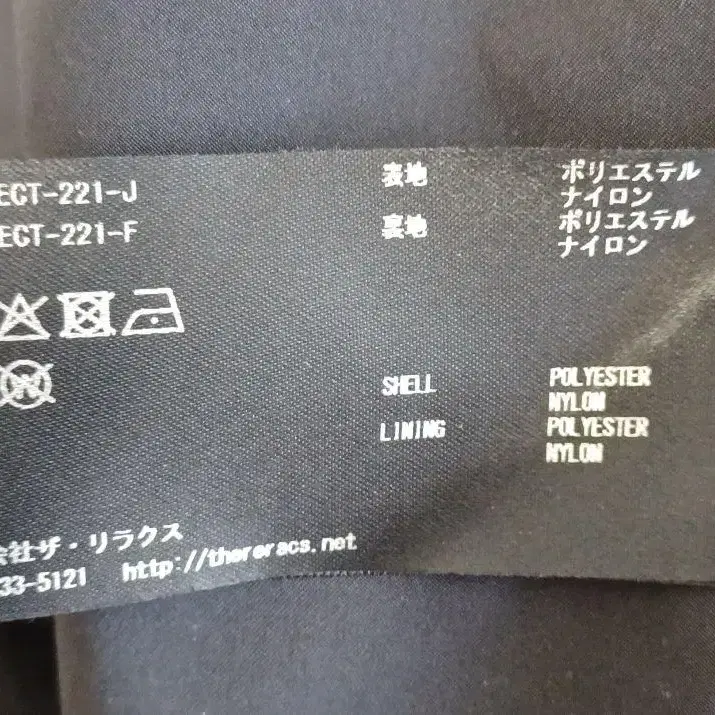 ECT-221-J
ECT-221-F
表地 ポリエステル
ナイロン
裏地 ポリエステル
ナイロン
SHELL POLYESTER
NYLON
LINING POLYESTER
NYLON
会社ザ・リラクス
33-5121 http://thereracs.net